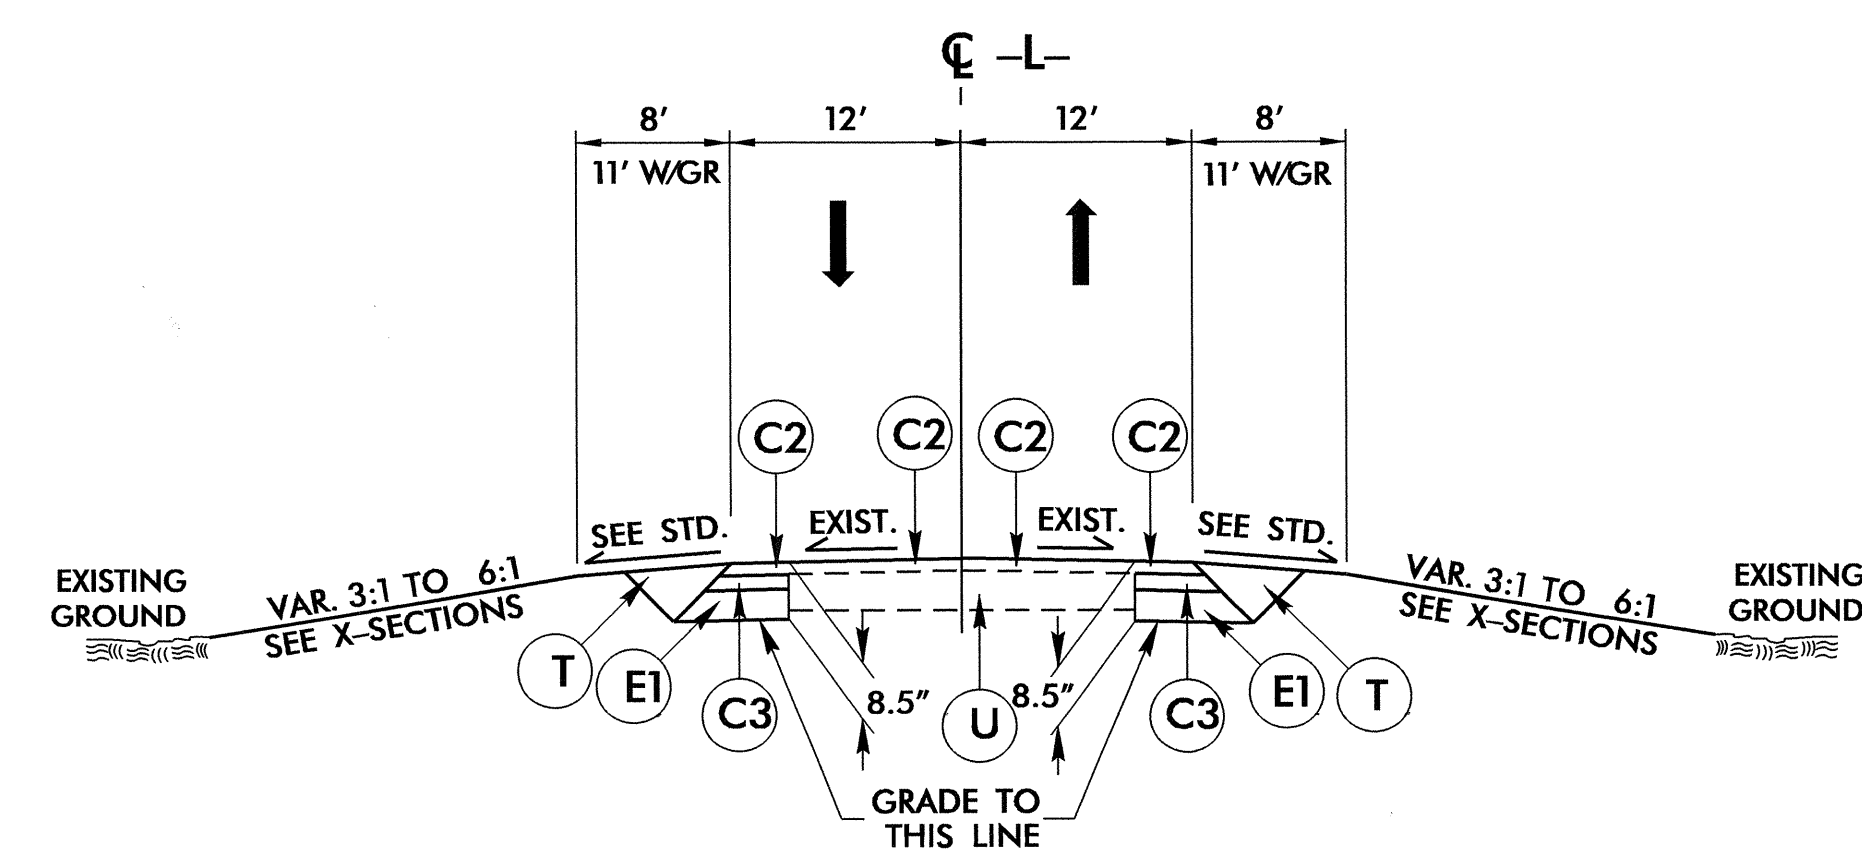 ℄ –L–
8' 12' 12' 8'
11' W/GR 11' W/GR
C2 C2 C2 C2
SEE STD. EXIST. EXIST. SEE STD.
EXISTING
GROUND
VAR. 3:1 TO 6:1
SEE X–SECTIONS
VAR. 3:1 TO 6:1
SEE X–SECTIONS
EXISTING
GROUND
T E1 C3 8.5" U 8.5" C3 E1 T
GRADE TO
THIS LINE